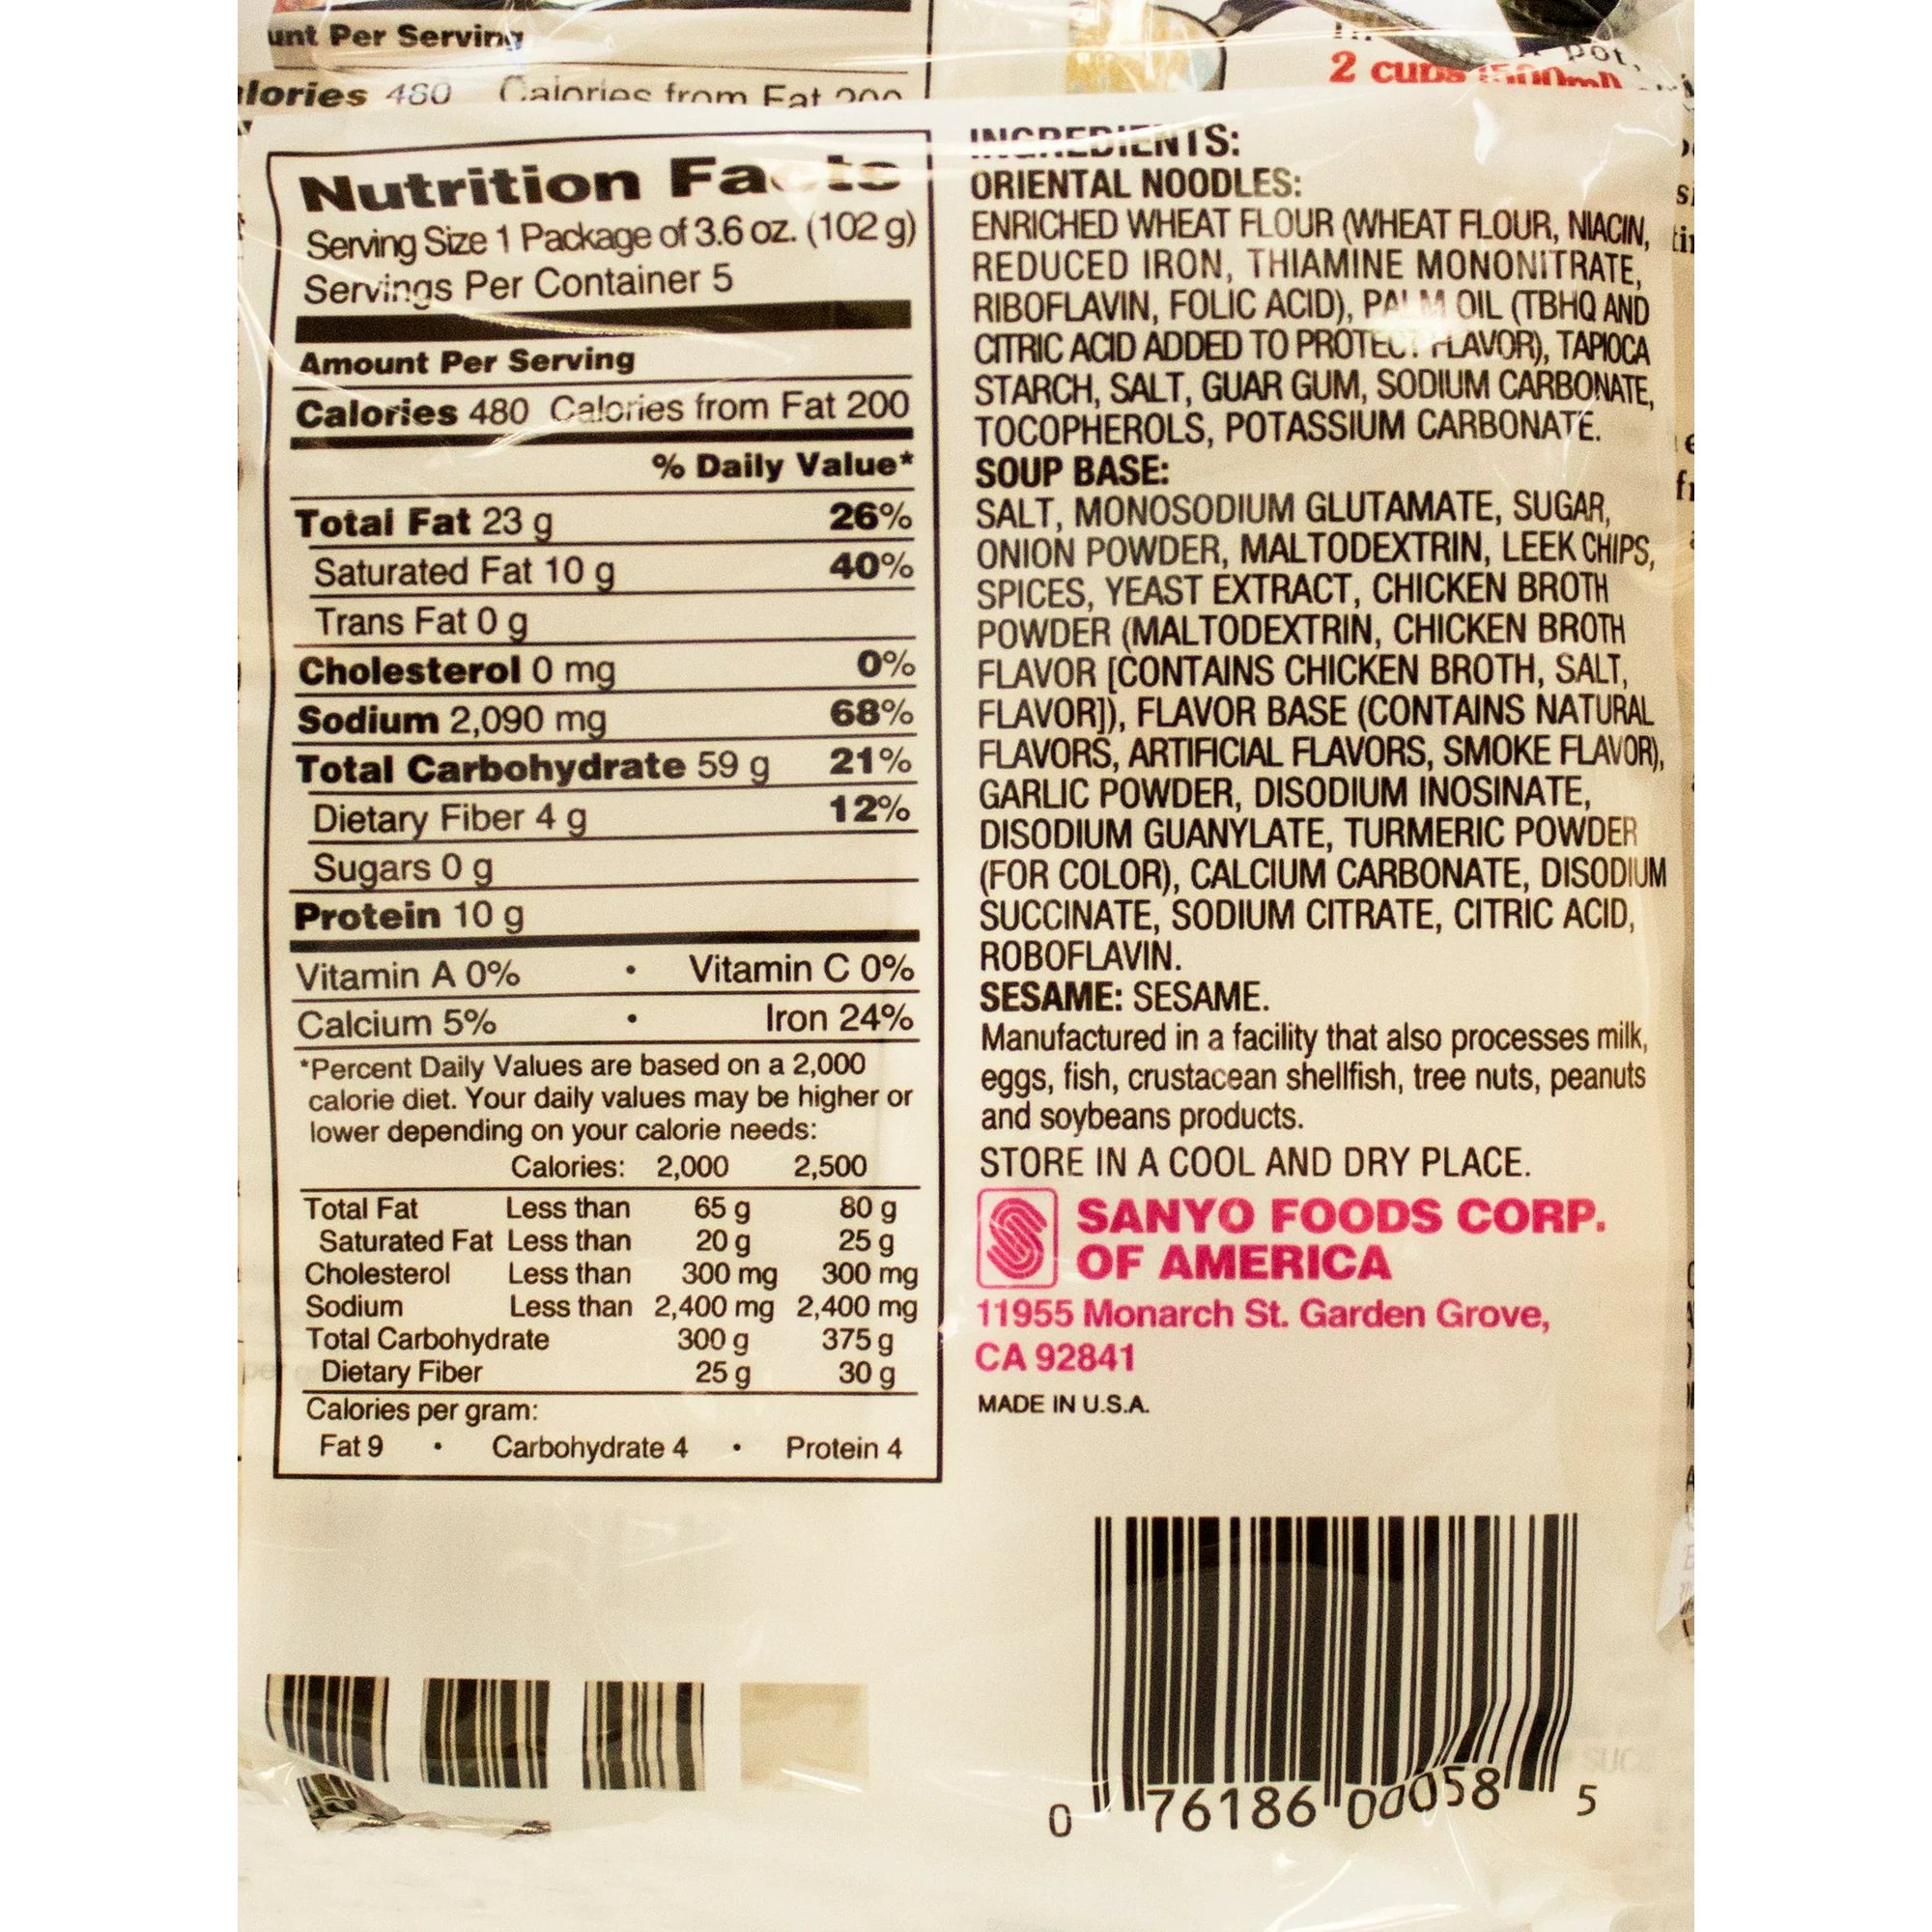 unt Per Serving
lories 480 Calories from Fat 200
2 cups (500ml)
pot,
Nutrition Facts
Serving Size 1 Package of 3.6 oz. (102 g)
Servings Per Container 5
Amount Per Serving
Calories 480 Calories from Fat 200
% Daily Value*
Total Fat 23 g 26%
Saturated Fat 10 g 40%
Trans Fat 0 g
Cholesterol 0 mg 0%
Sodium 2,090 mg 68%
Total Carbohydrate 59 g 21%
Dietary Fiber 4 g 12%
Sugars 0 g
Protein 10 g
Vitamin A 0% • Vitamin C 0%
Calcium 5% • Iron 24%
*Percent Daily Values are based on a 2,000
calorie diet. Your daily values may be higher or
lower depending on your calorie needs:
Calories: 2,000 2,500
Total Fat Less than 65 g 80 g
Saturated Fat Less than 20 g 25 g
Cholesterol Less than 300 mg 300 mg
Sodium Less than 2,400 mg 2,400 mg
Total Carbohydrate 300 g 375 g
Dietary Fiber 25 g 30 g
Calories per gram:
Fat 9 • Carbohydrate 4 • Protein 4
INGREDIENTS:
ORIENTAL NOODLES:
ENRICHED WHEAT FLOUR (WHEAT FLOUR, NIACIN,
REDUCED IRON, THIAMINE MONONITRATE,
RIBOFLAVIN, FOLIC ACID), PALM OIL (TBHQ AND
CITRIC ACID ADDED TO PROTECT FLAVOR), TAPIOCA
STARCH, SALT, GUAR GUM, SODIUM CARBONATE,
TOCOPHEROLS, POTASSIUM CARBONATE.
SOUP BASE:
SALT, MONOSODIUM GLUTAMATE, SUGAR,
ONION POWDER, MALTODEXTRIN, LEEK CHIPS,
SPICES, YEAST EXTRACT, CHICKEN BROTH
POWDER (MALTODEXTRIN, CHICKEN BROTH
FLAVOR [CONTAINS CHICKEN BROTH, SALT,
FLAVOR]), FLAVOR BASE (CONTAINS NATURAL
FLAVORS, ARTIFICIAL FLAVORS, SMOKE FLAVOR),
GARLIC POWDER, DISODIUM INOSINATE,
DISODIUM GUANYLATE, TURMERIC POWDER
(FOR COLOR), CALCIUM CARBONATE, DISODIUM
SUCCINATE, SODIUM CITRATE, CITRIC ACID,
ROBOFLAVIN.
SESAME: SESAME.
Manufactured in a facility that also processes milk,
eggs, fish, crustacean shellfish, tree nuts, peanuts
and soybeans products.
STORE IN A COOL AND DRY PLACE.
SANYO FOODS CORP.
OF AMERICA
11955 Monarch St. Garden Grove,
CA 92841
MADE IN U.S.A.
0 76186 00058 5